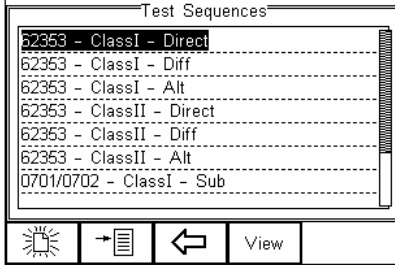 Test Sequences
62353 - ClassI - Direct
62353 - ClassI - Diff
62353 - ClassI - Alt
62353 - ClassII - Direct
62353 - ClassII - Diff
62353 - ClassII - Alt
0701/0702 - ClassI - Sub
View